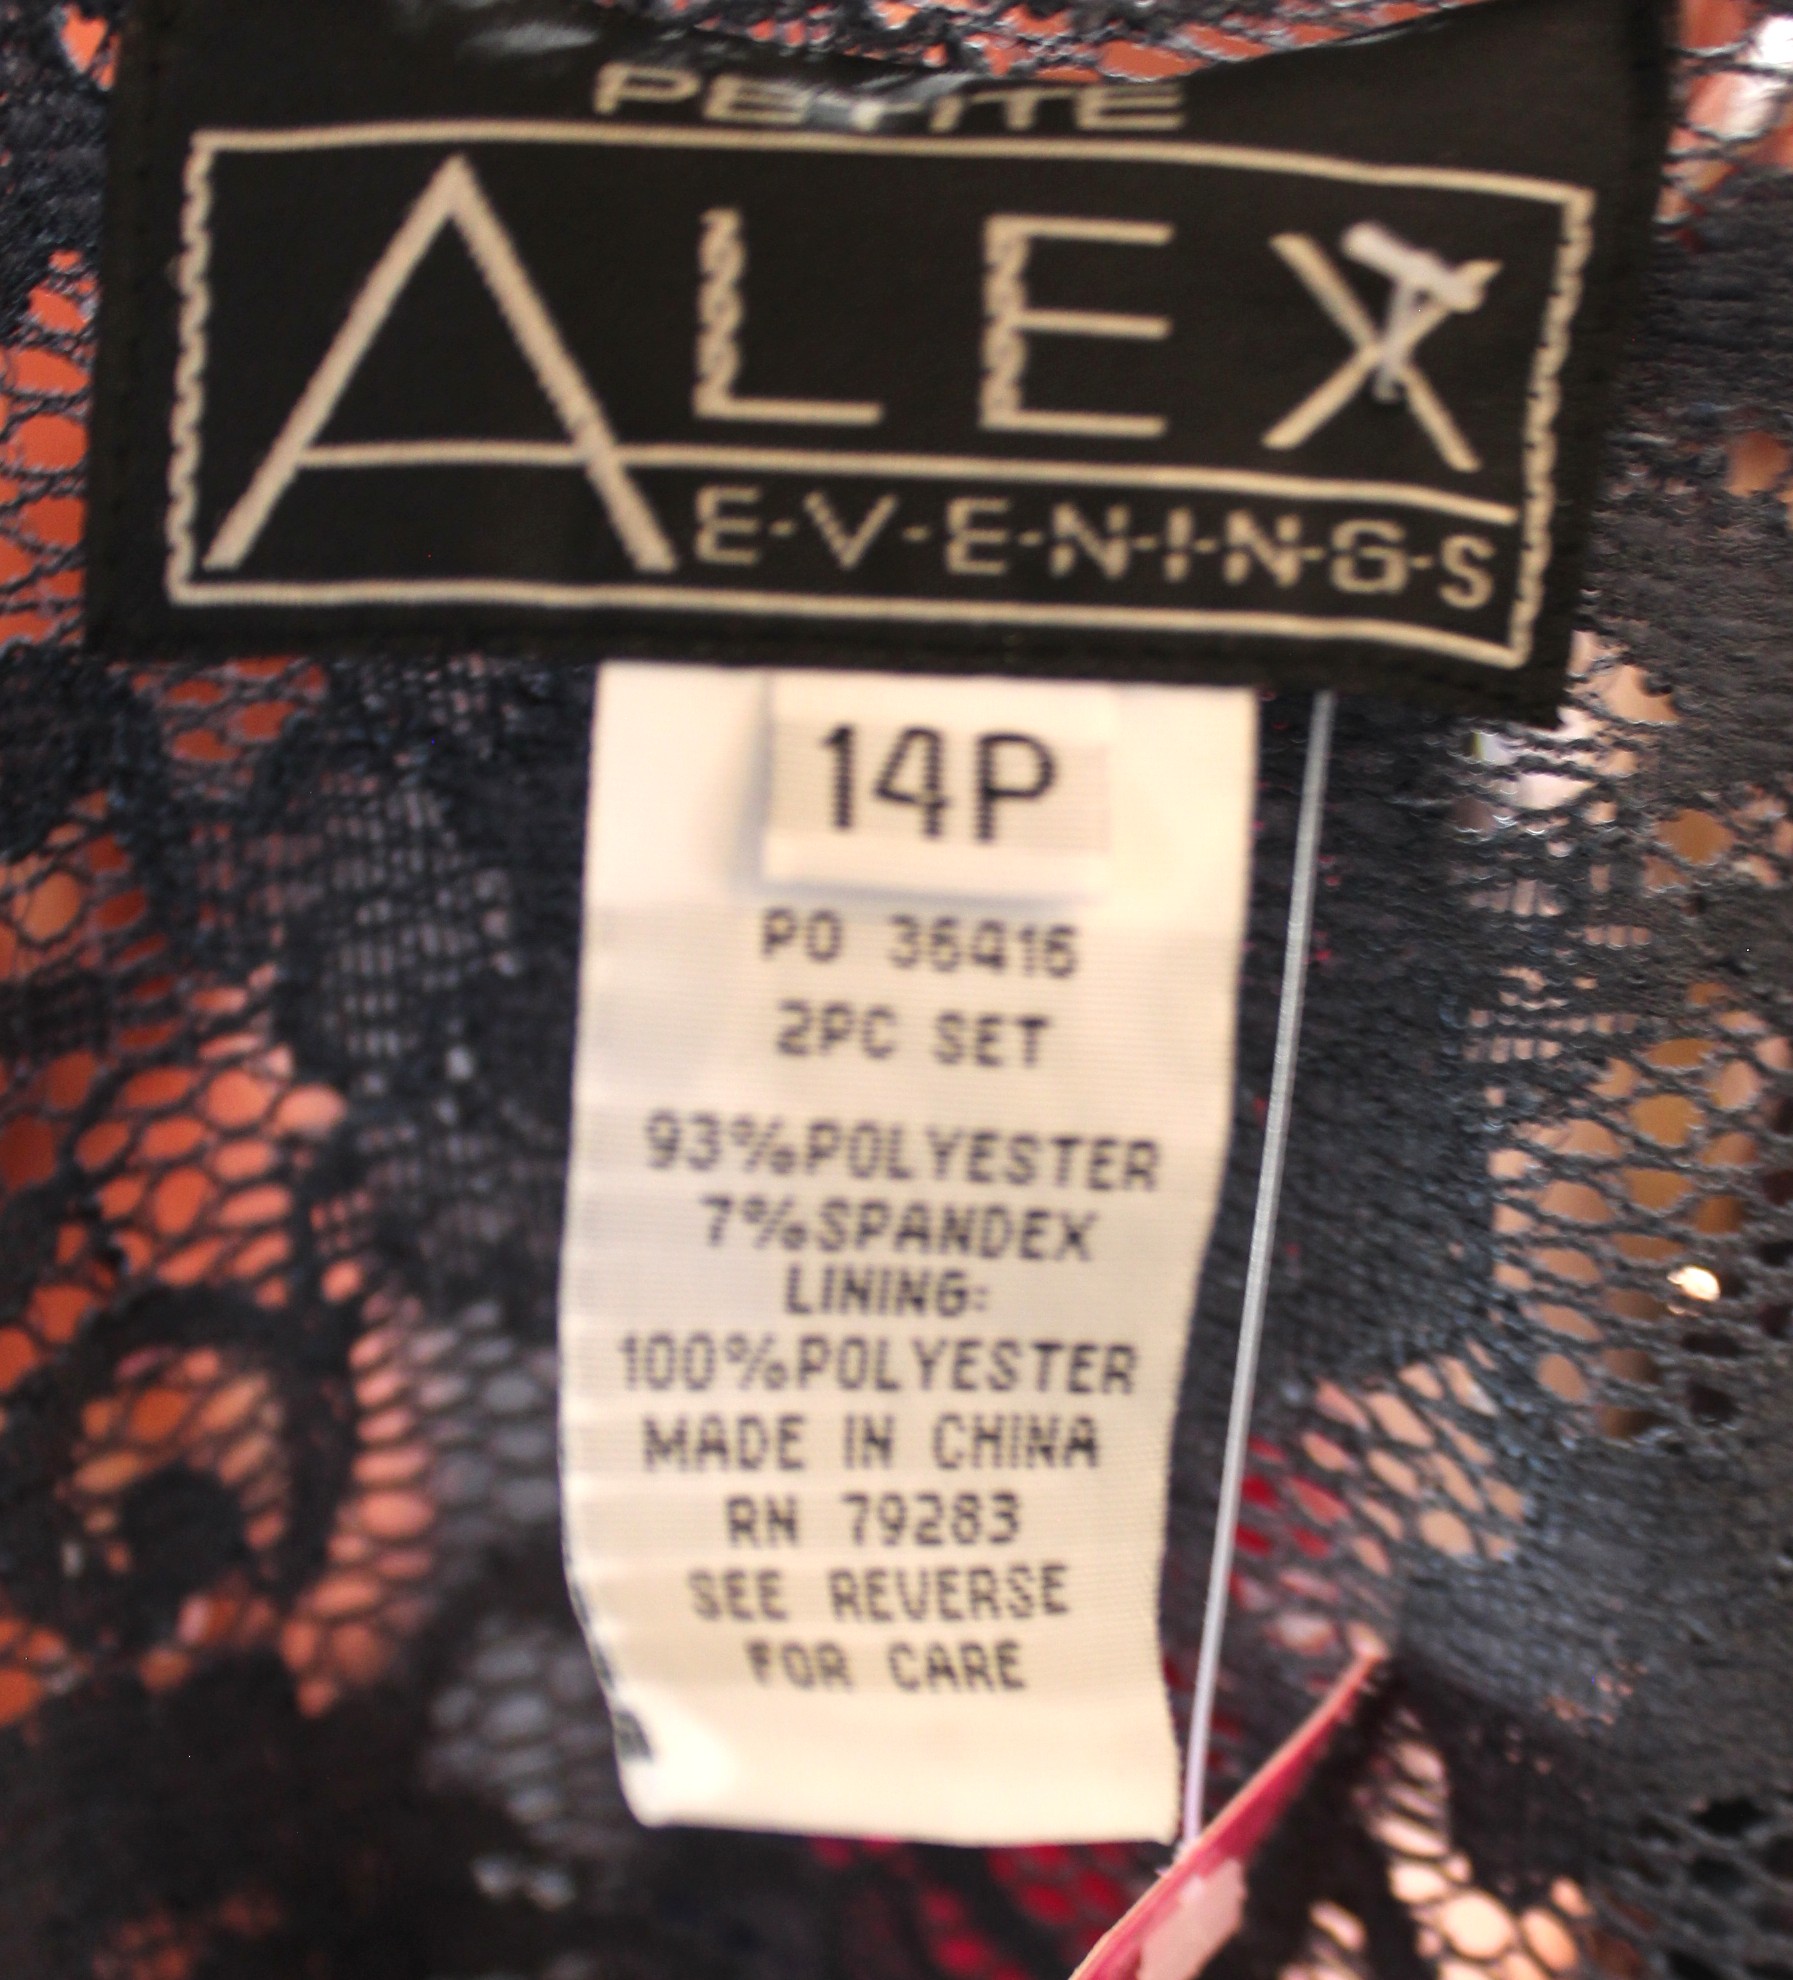 PETITE
ALEX
E-V-E-N-I-N-G-S
14P
PO 36416
2PC SET
93%POLYESTER
7%SPANDEX
LINING:
100%POLYESTER
MADE IN CHINA
RN 79283
SEE REVERSE
FOR CARE